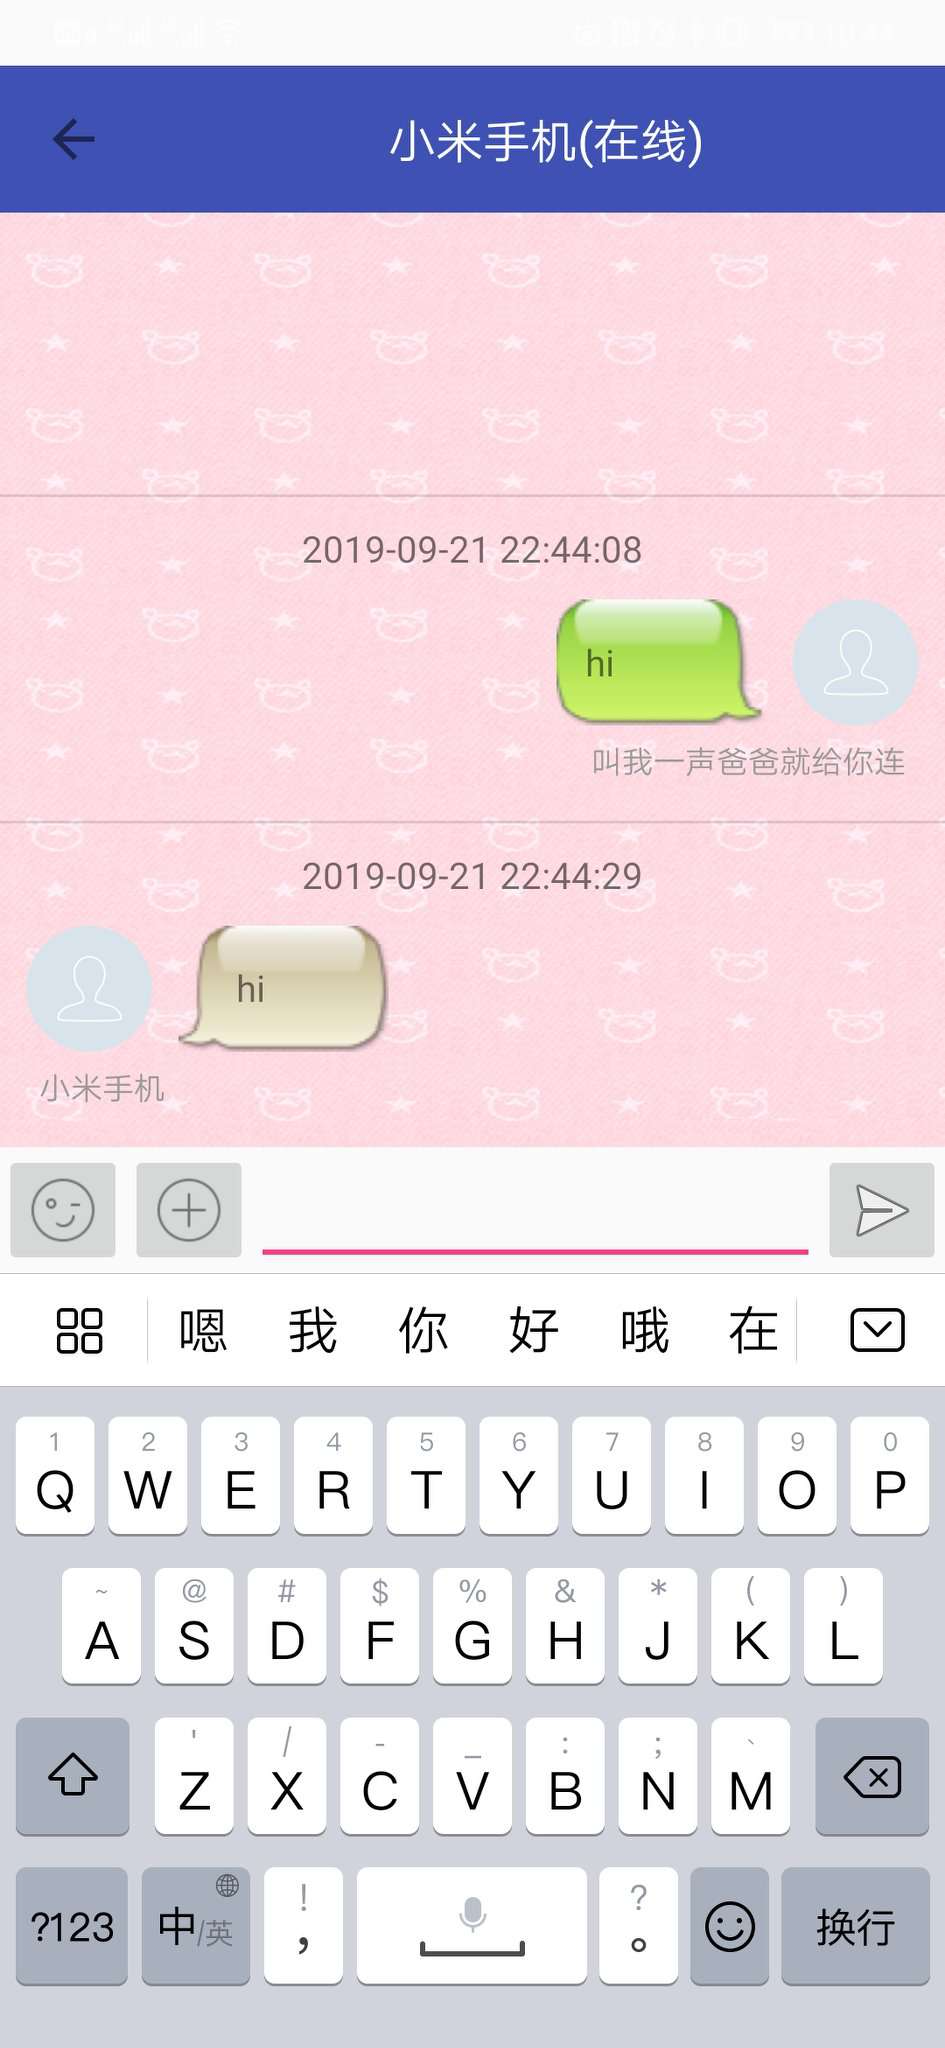 小米手机(在线)
2019-09-21 22:44:08
hi
叫我一声爸爸就给你连
2019-09-21 22:44:29
hi
小米手机
嗯 我 你 好 哦 在
1 2 3 4 5 6 7 8 9 0
Q W E R T Y U I O P
~ @ # $ % & * ( )
A S D F G H J K L
' / - _ : ; `
Z X C V B N M
! ?
?123 中/英 , 。 换行